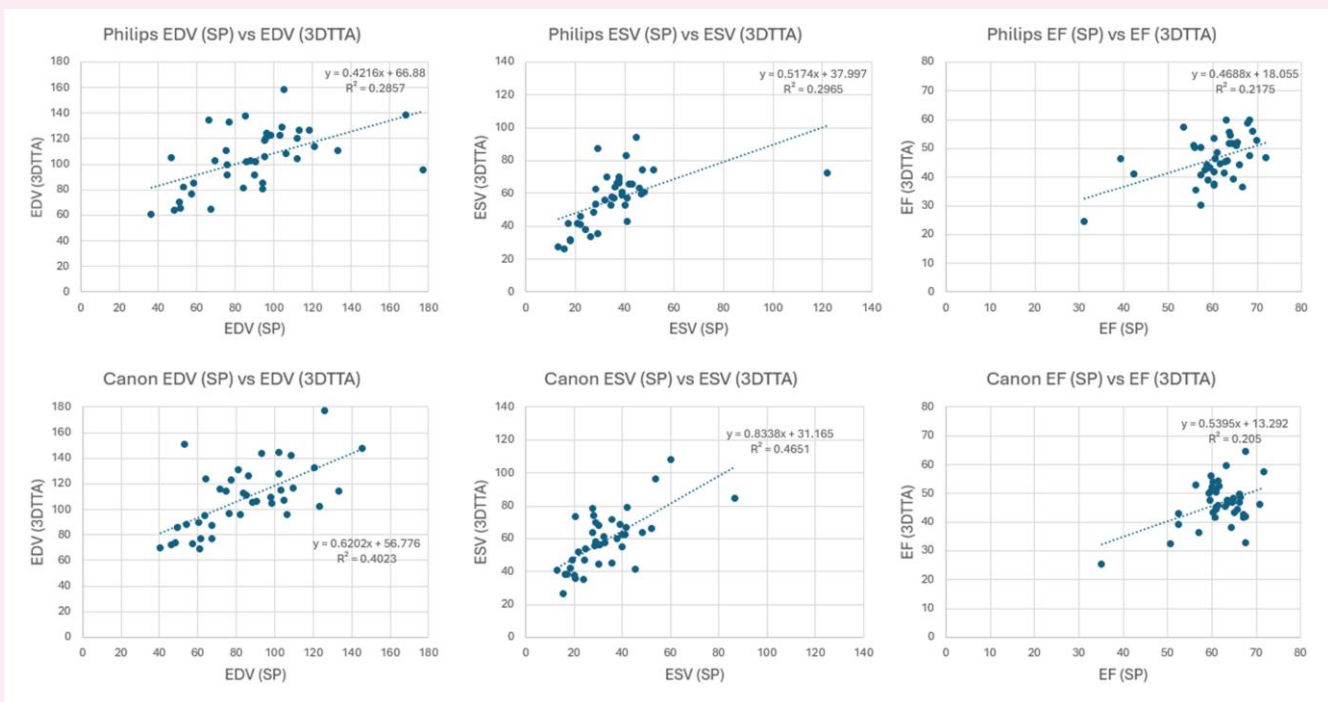 Philips EDV (SP) vs EDV (3DTTA)
y = 0.4216x + 66.88
R² = 0.2857
EDV (3DTTA)
180
160
140
120
100
80
60
40
20
0
0 20 40 60 80 100 120 140 160 180
EDV (SP)
Philips ESV (SP) vs ESV (3DTTA)
y = 0.5174x + 37.997
R² = 0.2965
ESV (3DTTA)
140
120
100
80
60
40
20
0
0 20 40 60 80 100 120 140
ESV (SP)
Philips EF (SP) vs EF (3DTTA)
y = 0.4688x + 18.055
R² = 0.2175
EF (3DTTA)
80
70
60
50
40
30
20
10
0
0 10 20 30 40 50 60 70 80
EF (SP)
Canon EDV (SP) vs EDV (3DTTA)
EDV (3DTTA)
180
160
140
120
100
80
60
40
20
0
y = 0.6202x + 56.776
R² = 0.4023
0 20 40 60 80 100 120 140 160 180
EDV (SP)
Canon ESV (SP) vs ESV (3DTTA)
y = 0.8338x + 31.165
R² = 0.4651
ESV (3DTTA)
140
120
100
80
60
40
20
0
0 20 40 60 80 100 120 140
ESV (SP)
Canon EF (SP) vs EF (3DTTA)
y = 0.5395x + 13.292
R² = 0.205
EF (3DTTA)
80
70
60
50
40
30
20
10
0
0 10 20 30 40 50 60 70 80
EF (SP)